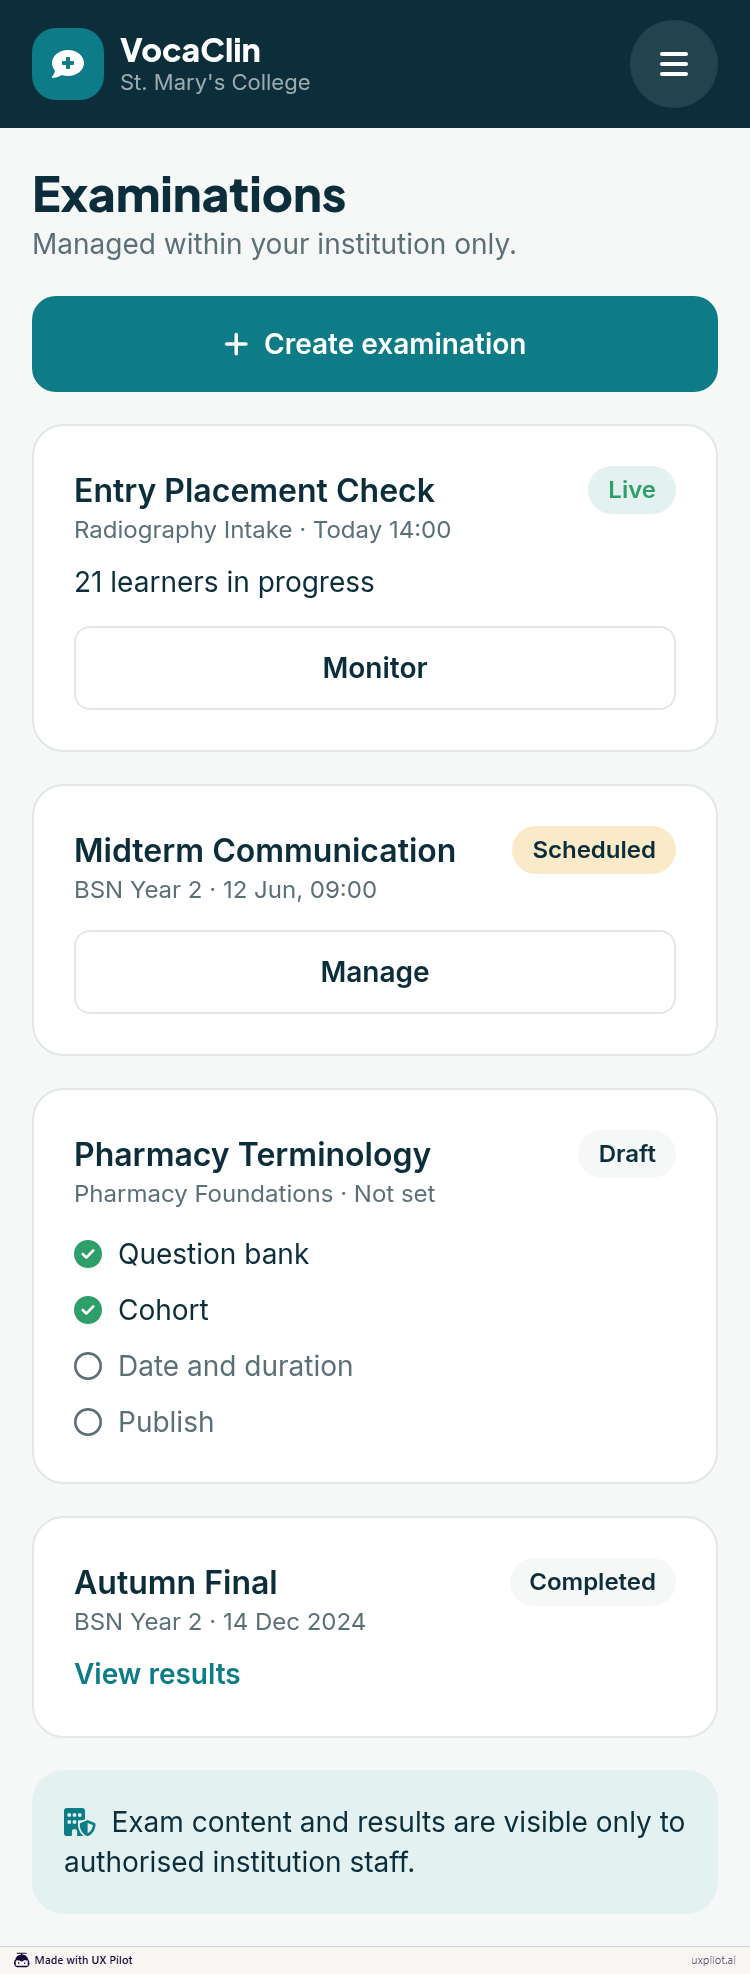 VocaClin
St. Mary's College
Examinations
Managed within your institution only.
Create examination
Entry Placement Check
Live
Radiography Intake · Today 14:00
21 learners in progress
Monitor
Midterm Communication
Scheduled
BSN Year 2 · 12 Jun, 09:00
Manage
Pharmacy Terminology
Draft
Pharmacy Foundations · Not set
Question bank
Cohort
Date and duration
Publish
Autumn Final
Completed
BSN Year 2 · 14 Dec 2024
View results
Exam content and results are visible only to
authorised institution staff.
Made with UX Pilot
uxpilot.ai